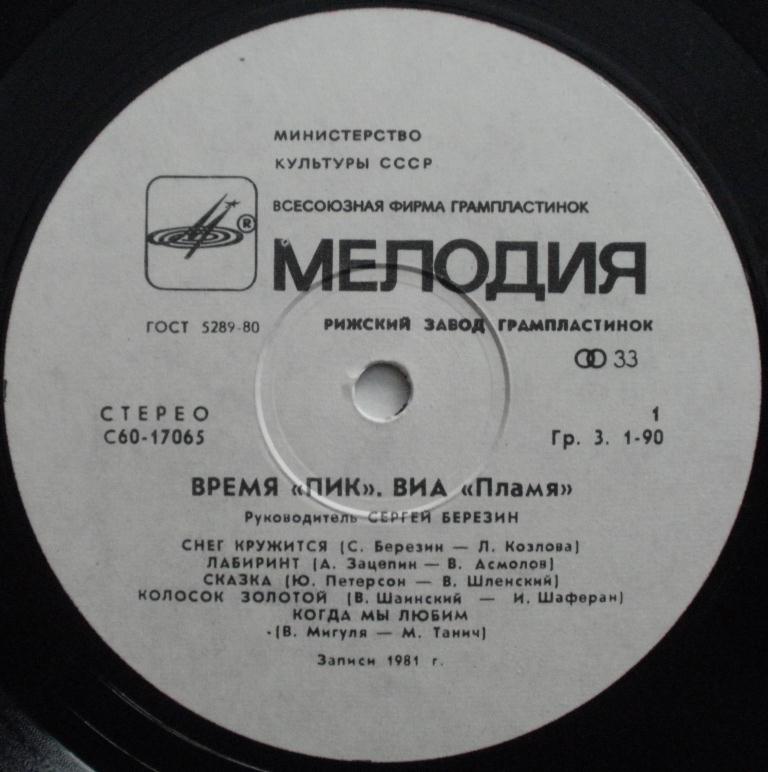 МИНИСТЕРСТВО
КУЛЬТУРЫ СССР
ВСЕСОЮЗНАЯ ФИРМА ГРАМПЛАСТИНОК
®
МЕЛОДИЯ
ГОСТ 5289-80
РИЖСКИЙ ЗАВОД ГРАМПЛАСТИНОК
33
СТЕРЕО
1
С60-17065
Гр. 3. 1-90
ВРЕМЯ «ПИК». ВИА «Пламя»
Руководитель СЕРГЕЙ БЕРЕЗИН
СНЕГ КРУЖИТСЯ (С. Березин — Л. Козлова)
ЛАБИРИНТ (А. Зацепин — В. Асмолов)
СКАЗКА (Ю. Петерсон — В. Шленский)
КОЛОСОК ЗОЛОТОЙ (В. Шаинский — И. Шаферан)
КОГДА МЫ ЛЮБИМ
(В. Мигуля — М. Танич)
Записи 1981 г.